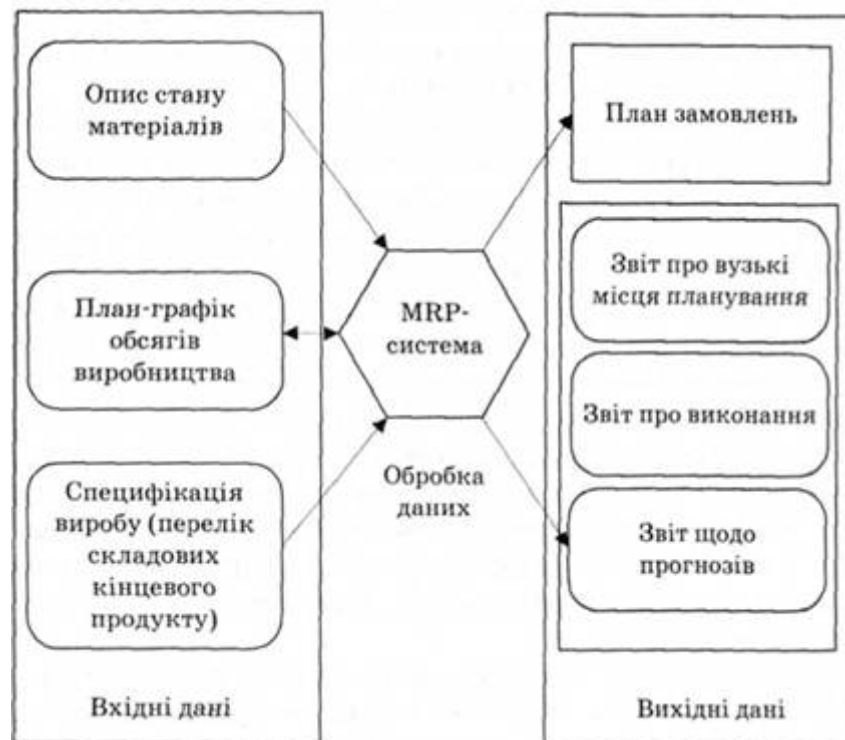 Опис стану
матеріалів
План-графік
обсягів
виробництва
Специфікація
виробу (перелік
складових
кінцевого
продукту)
Вхідні дані
MRP-
система
Обробка
даних
План замовлень
Звіт про вузькі
місця планування
Звіт про виконання
Звіт щодо
прогнозів
Вихідні дані